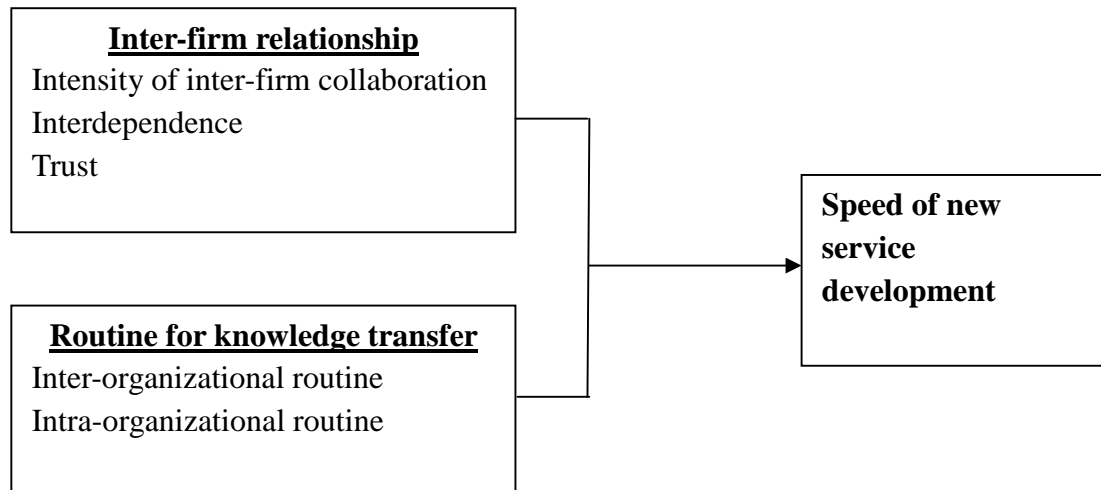 Inter-firm relationship
Intensity of inter-firm collaboration
Interdependence
Trust
Routine for knowledge transfer
Inter-organizational routine
Intra-organizational routine
Speed of new
service
development